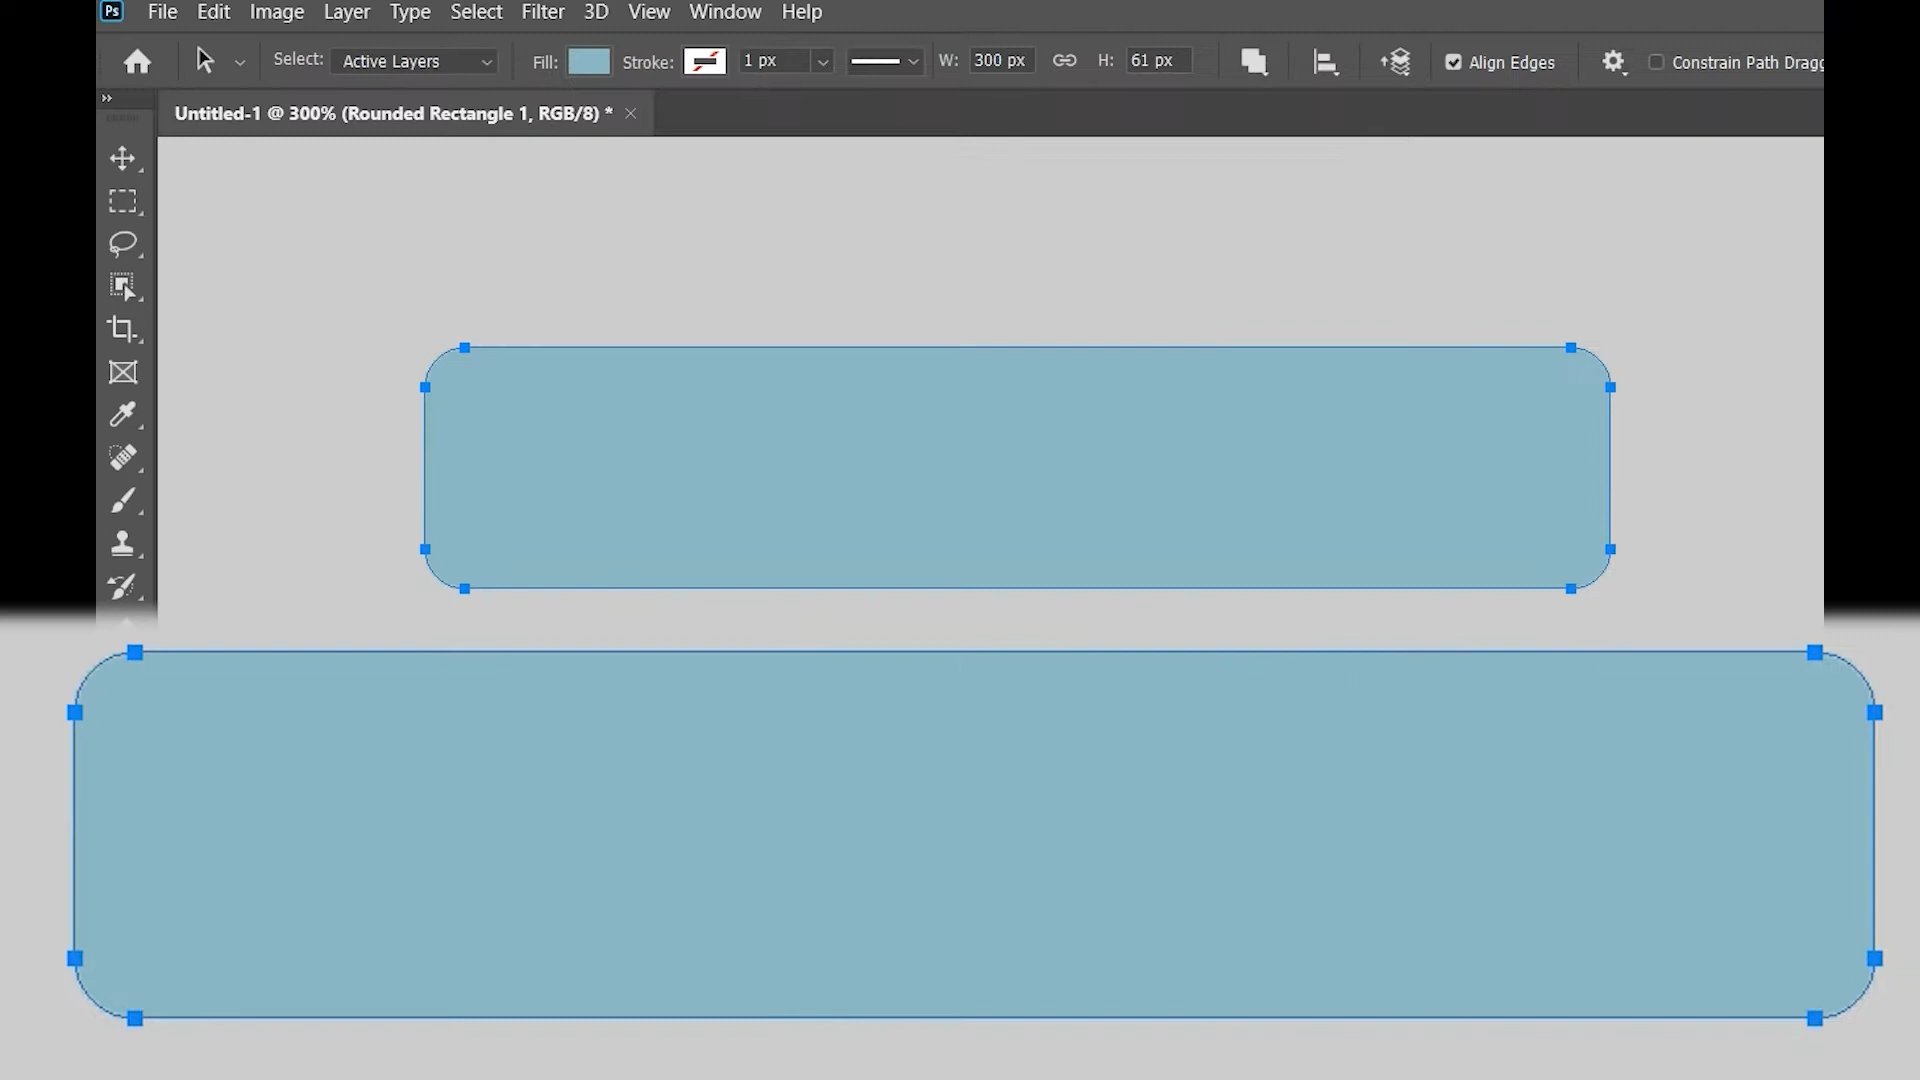 Ps File Edit Image Layer Type Select Filter 3D View Window Help
Select: Active Layers Fill: Stroke: 1 px W: 300 px H: 61 px Align Edges Constrain Path
Untitled-1 @ 300% (Rounded Rectangle 1, RGB/8) * ×